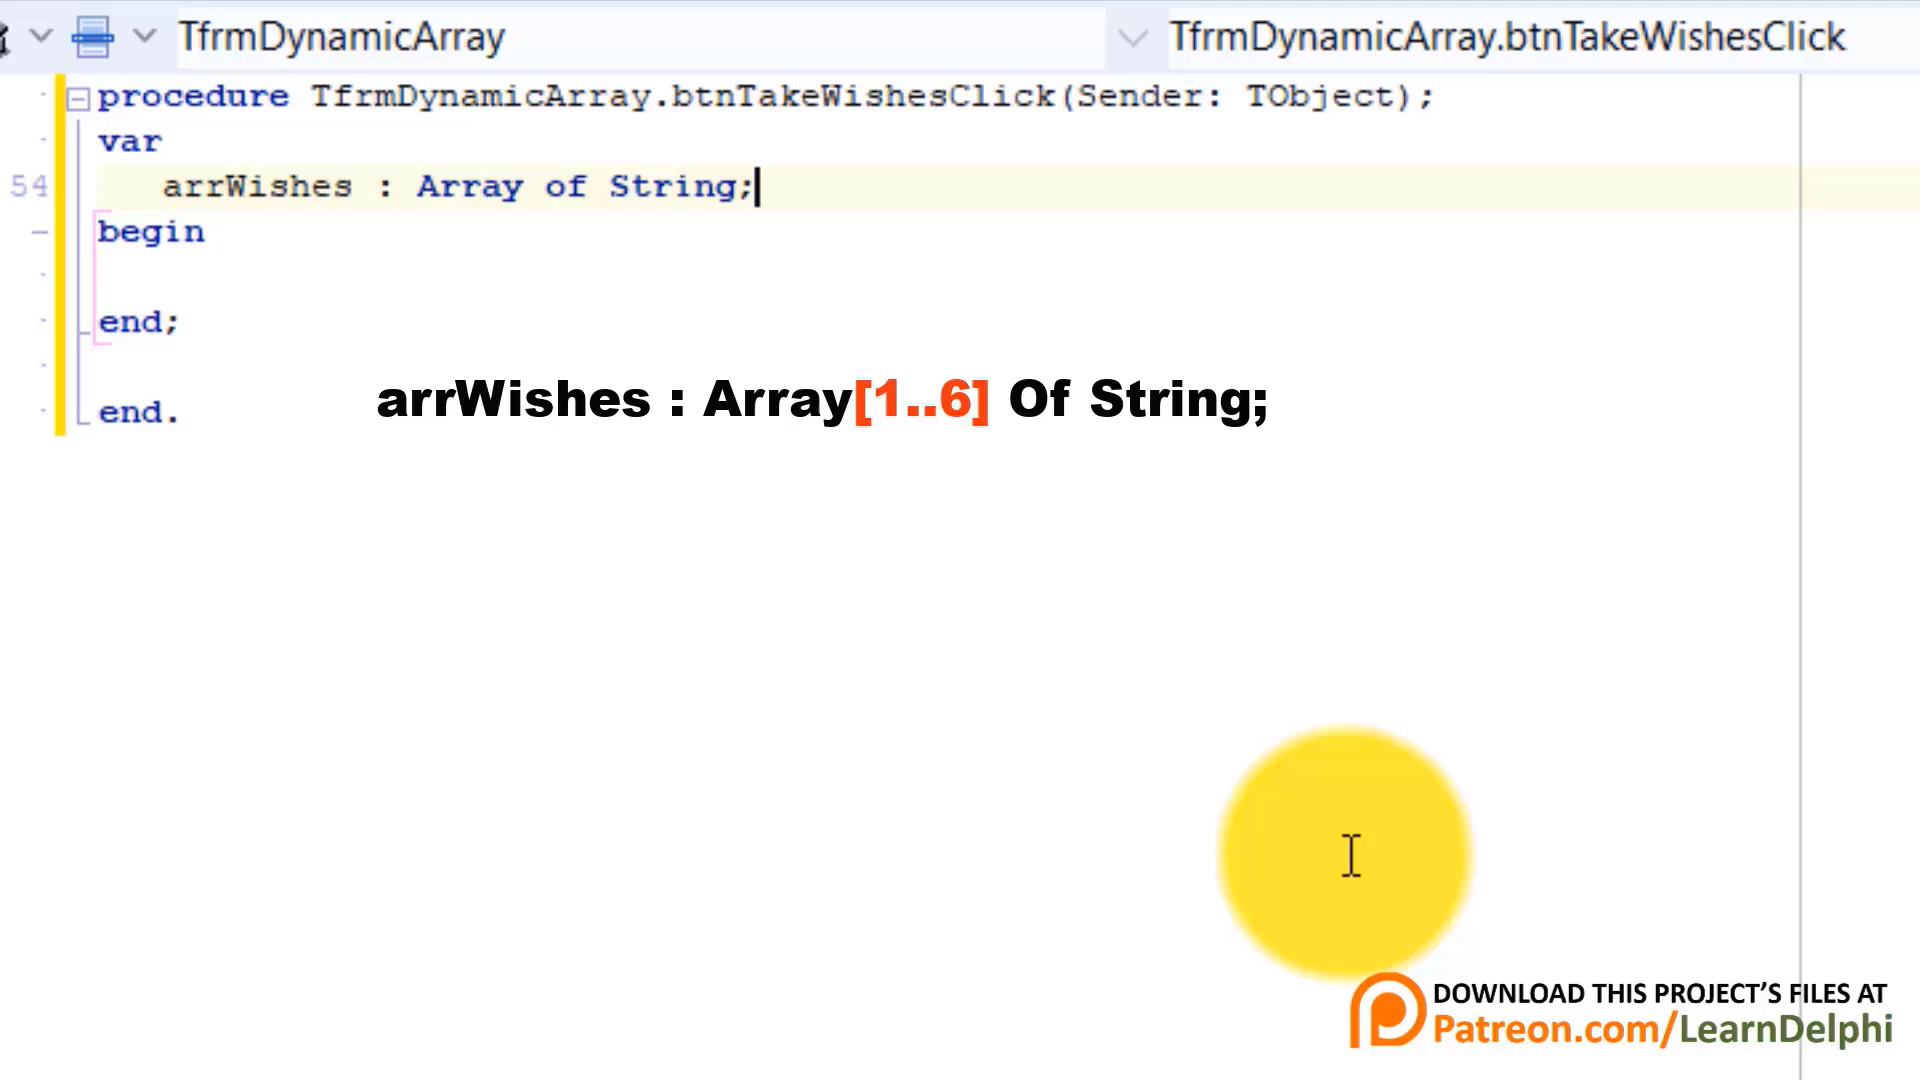 TfrmDynamicArray TfrmDynamicArray.btnTakeWishesClick
procedure TfrmDynamicArray.btnTakeWishesClick(Sender: TObject);
var
54 arrWishes : Array of String;
begin
end;
end.
arrWishes : Array[1..6] Of String;
DOWNLOAD THIS PROJECT'S FILES AT
Patreon.com/LearnDelphi